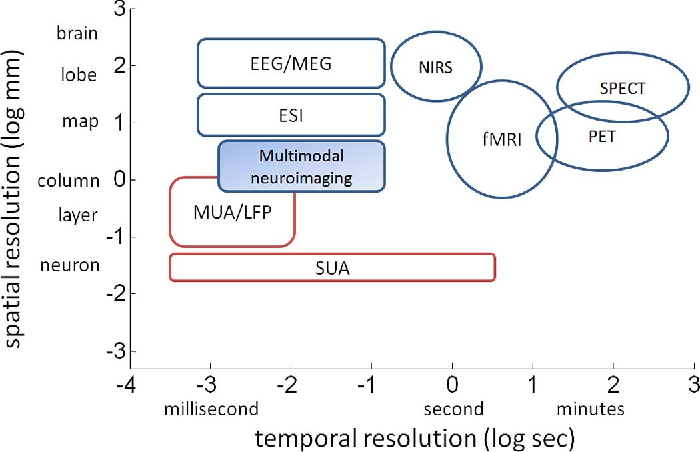 spatial resolution (log mm)
brain
lobe
map
column
layer
neuron
3
2
1
0
-1
-2
-3
EEG/MEG
NIRS
SPECT
ESI
fMRI
PET
Multimodal
neuroimaging
MUA/LFP
SUA
-4 -3 -2 -1 0 1 2 3
millisecond second minutes
temporal resolution (log sec)